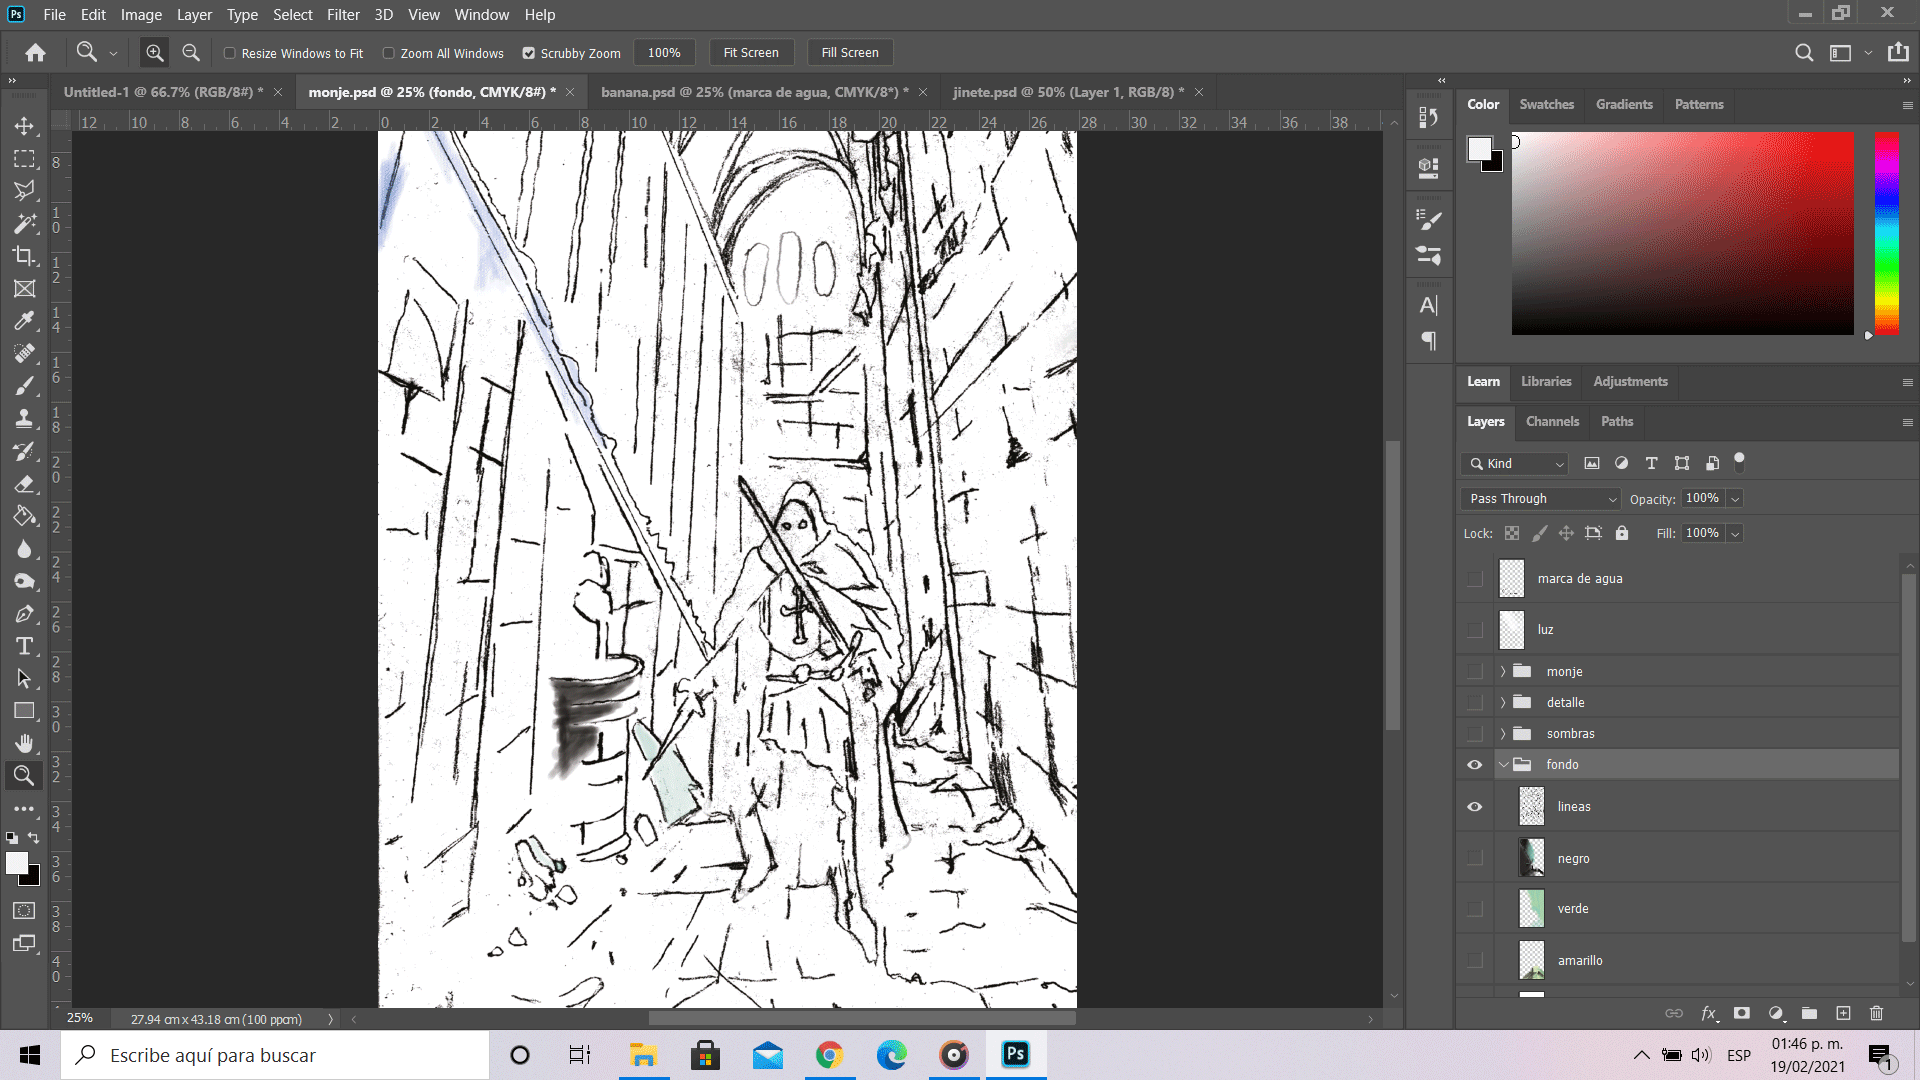 Ps File Edit Image Layer Type Select Filter 3D View Window Help
Resize Windows to Fit Zoom All Windows Scrubby Zoom 100% Fit Screen Fill Screen
Untitled-1 @ 66.7% (RGB/8#) * monje.psd @ 25% (fondo, CMYK/8#) * banana.psd @ 25% (marca de agua, CMYK/8*) * jinete.psd @ 50% (Layer 1, RGB/8) *
12 10 8 6 4 2 0 2 4 6 8 10 12 14 16 18 20 22 24 26 28 30 32 34 36 38
8
10
12
14
16
18
20
22
24
26
28
30
32
34
36
38
40
Color Swatches Gradients Patterns
Learn Libraries Adjustments
Layers Channels Paths
Kind
Pass Through Opacity: 100%
Lock: Fill: 100%
marca de agua
luz
monje
detalle
sombras
fondo
lineas
negro
verde
amarillo
fx
25% 27.94 cm x 43.18 cm (100 ppcm)
Escribe aquí para buscar
Ps
ESP
01:46 p. m.
19/02/2021
1